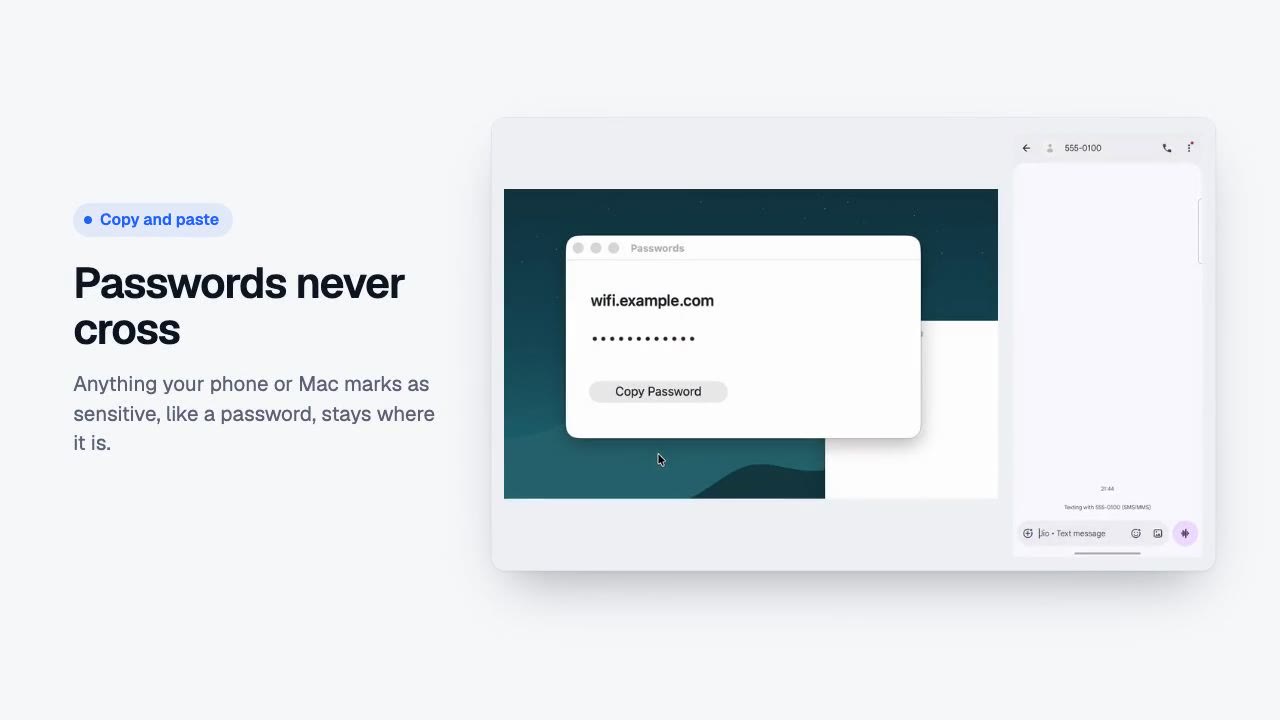 Copy and paste
Passwords never
cross
Anything your phone or Mac marks as
sensitive, like a password, stays where
it is.
Passwords
wifi.example.com
••••••••••••
Copy Password
555-0100
21:44
Texting with 555-0100 (SMS/MMS)
Jio • Text message